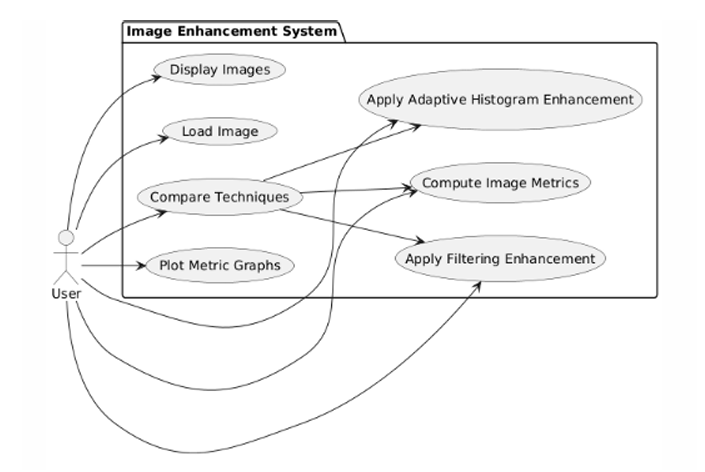 Image Enhancement System
Display Images
Apply Adaptive Histogram Enhancement
Load Image
Compare Techniques
Compute Image Metrics
Plot Metric Graphs
Apply Filtering Enhancement
User